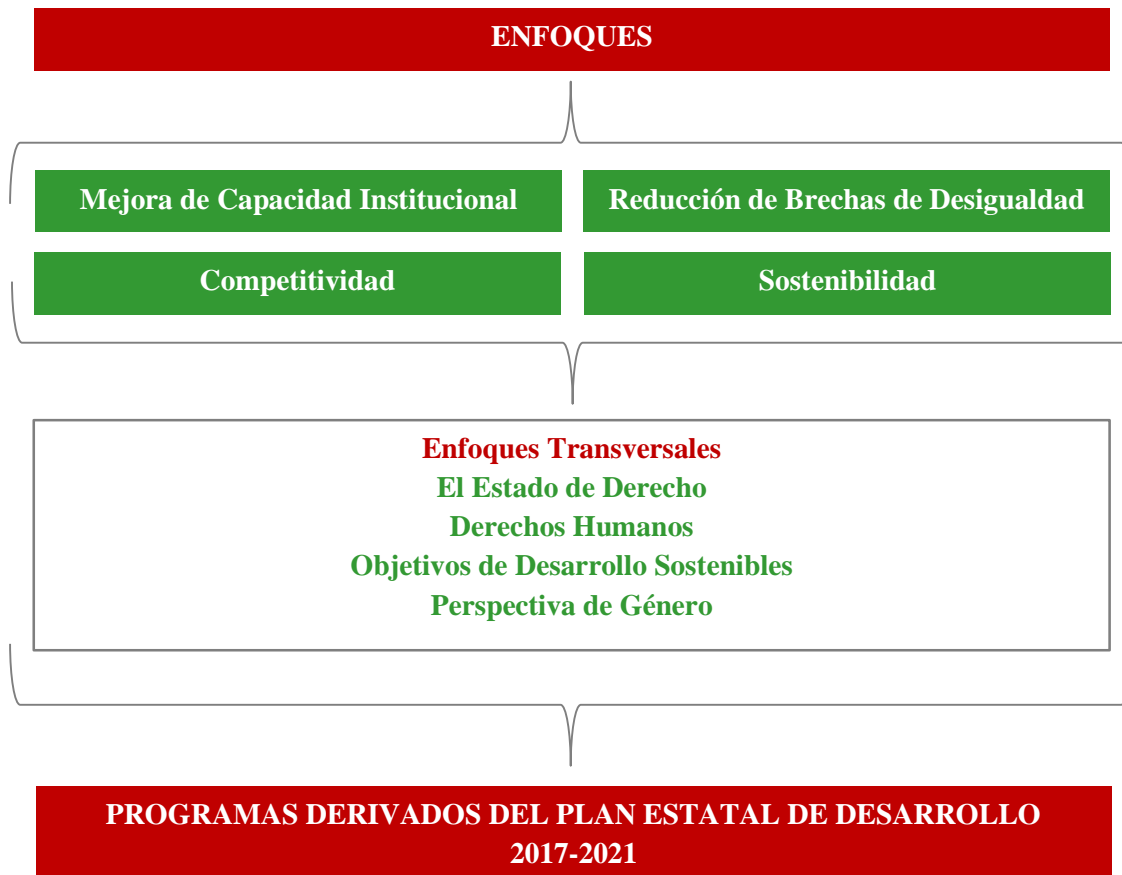 ENFOQUES
Mejora de Capacidad Institucional
Reducción de Brechas de Desigualdad
Competitividad
Sostenibilidad
Enfoques Transversales
El Estado de Derecho
Derechos Humanos
Objetivos de Desarrollo Sostenibles
Perspectiva de Género
PROGRAMAS DERIVADOS DEL PLAN ESTATAL DE DESARROLLO
2017-2021